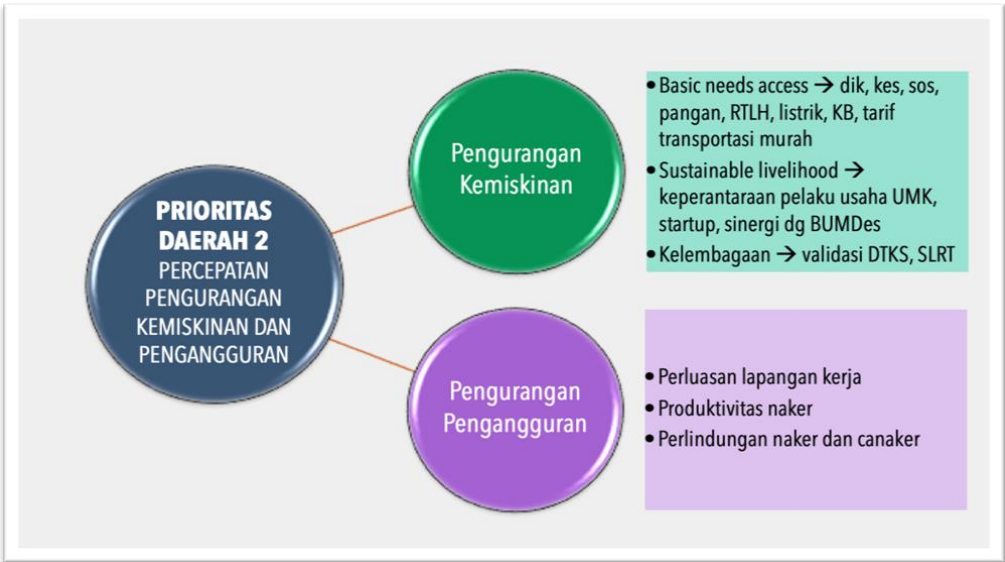 PRIORITAS
DAERAH 2
PERCEPATAN
PENGURANGAN
KEMISKINAN DAN
PENGANGGURAN
Pengurangan
Kemiskinan
• Basic needs access → dik, kes, sos,
pangan, RTLH, listrik, KB, tarif
transportasi murah
• Sustainable livelihood →
keperantaraan pelaku usaha UMK,
startup, sinergi dg BUMDes
• Kelembagaan → validasi DTKS, SLRT
Pengurangan
Pengangguran
• Perluasan lapangan kerja
• Produktivitas naker
• Perlindungan naker dan canaker